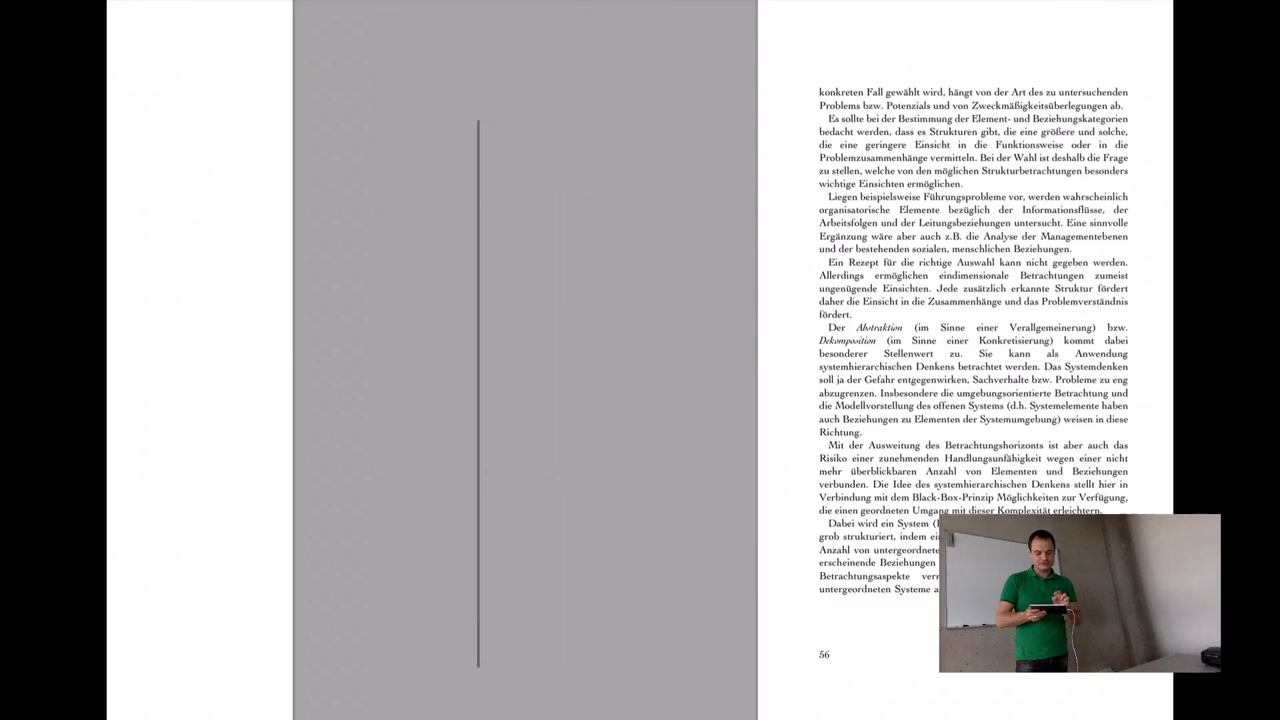 konkreten Fall gewählt wird, hängt von der Art des zu untersuchenden
Problems bzw. Potenzials und von Zweckmäßigkeitsüberlegungen ab.
Es sollte bei der Bestimmung der Element- und Beziehungskategorien
bedacht werden, dass es Strukturen gibt, die eine größere und solche,
die eine geringere Einsicht in die Funktionsweise oder in die
Problemzusammenhänge vermitteln. Bei der Wahl ist deshalb die Frage
zu stellen, welche von den möglichen Strukturbetrachtungen besonders
wichtige Einsichten ermöglichen.
Liegen beispielsweise Führungsprobleme vor, werden wahrscheinlich
organisatorische Elemente bezüglich der Informationsflüsse, der
Arbeitsfolgen und der Leitungsbeziehungen untersucht. Eine sinnvolle
Ergänzung wäre aber auch z.B. die Analyse der Managementebenen
und der bestehenden sozialen, menschlichen Beziehungen.
Ein Rezept für die richtige Auswahl kann nicht gegeben werden.
Allerdings ermöglichen eindimensionale Betrachtungen zumeist
ungenügende Einsichten. Jede zusätzlich erkannte Struktur fördert
daher die Einsicht in die Zusammenhänge und das Problemverständnis
fördert.
Der Abstraktion (im Sinne einer Verallgemeinerung) bzw.
Dekomposition (im Sinne einer Konkretisierung) kommt dabei
besonderer Stellenwert zu. Sie kann als Anwendung
systemhierarchischen Denkens betrachtet werden. Das Systemdenken
soll ja der Gefahr entgegenwirken, Sachverhalte bzw. Probleme zu eng
abzugrenzen. Insbesondere die umgebungsorientierte Betrachtung und
die Modellvorstellung des offenen Systems (d.h. Systemelemente haben
auch Beziehungen zu Elementen der Systemumgebung) weisen in diese
Richtung.
Mit der Ausweitung des Betrachtungshorizonts ist aber auch das
Risiko einer zunehmenden Handlungsunfähigkeit wegen einer nicht
mehr überblickbaren Anzahl von Elementen und Beziehungen
verbunden. Die Idee des systemhierarchischen Denkens stellt hier in
Verbindung mit dem Black-Box-Prinzip Möglichkeiten zur Verfügung,
die einen geordneten Umgang mit dieser Komplexität erleichtern.
Dabei wird ein System
grob strukturiert, indem
Anzahl von
erscheinende Beziehungen
Betrachtungsaspekte
untergeordneten Systeme
56